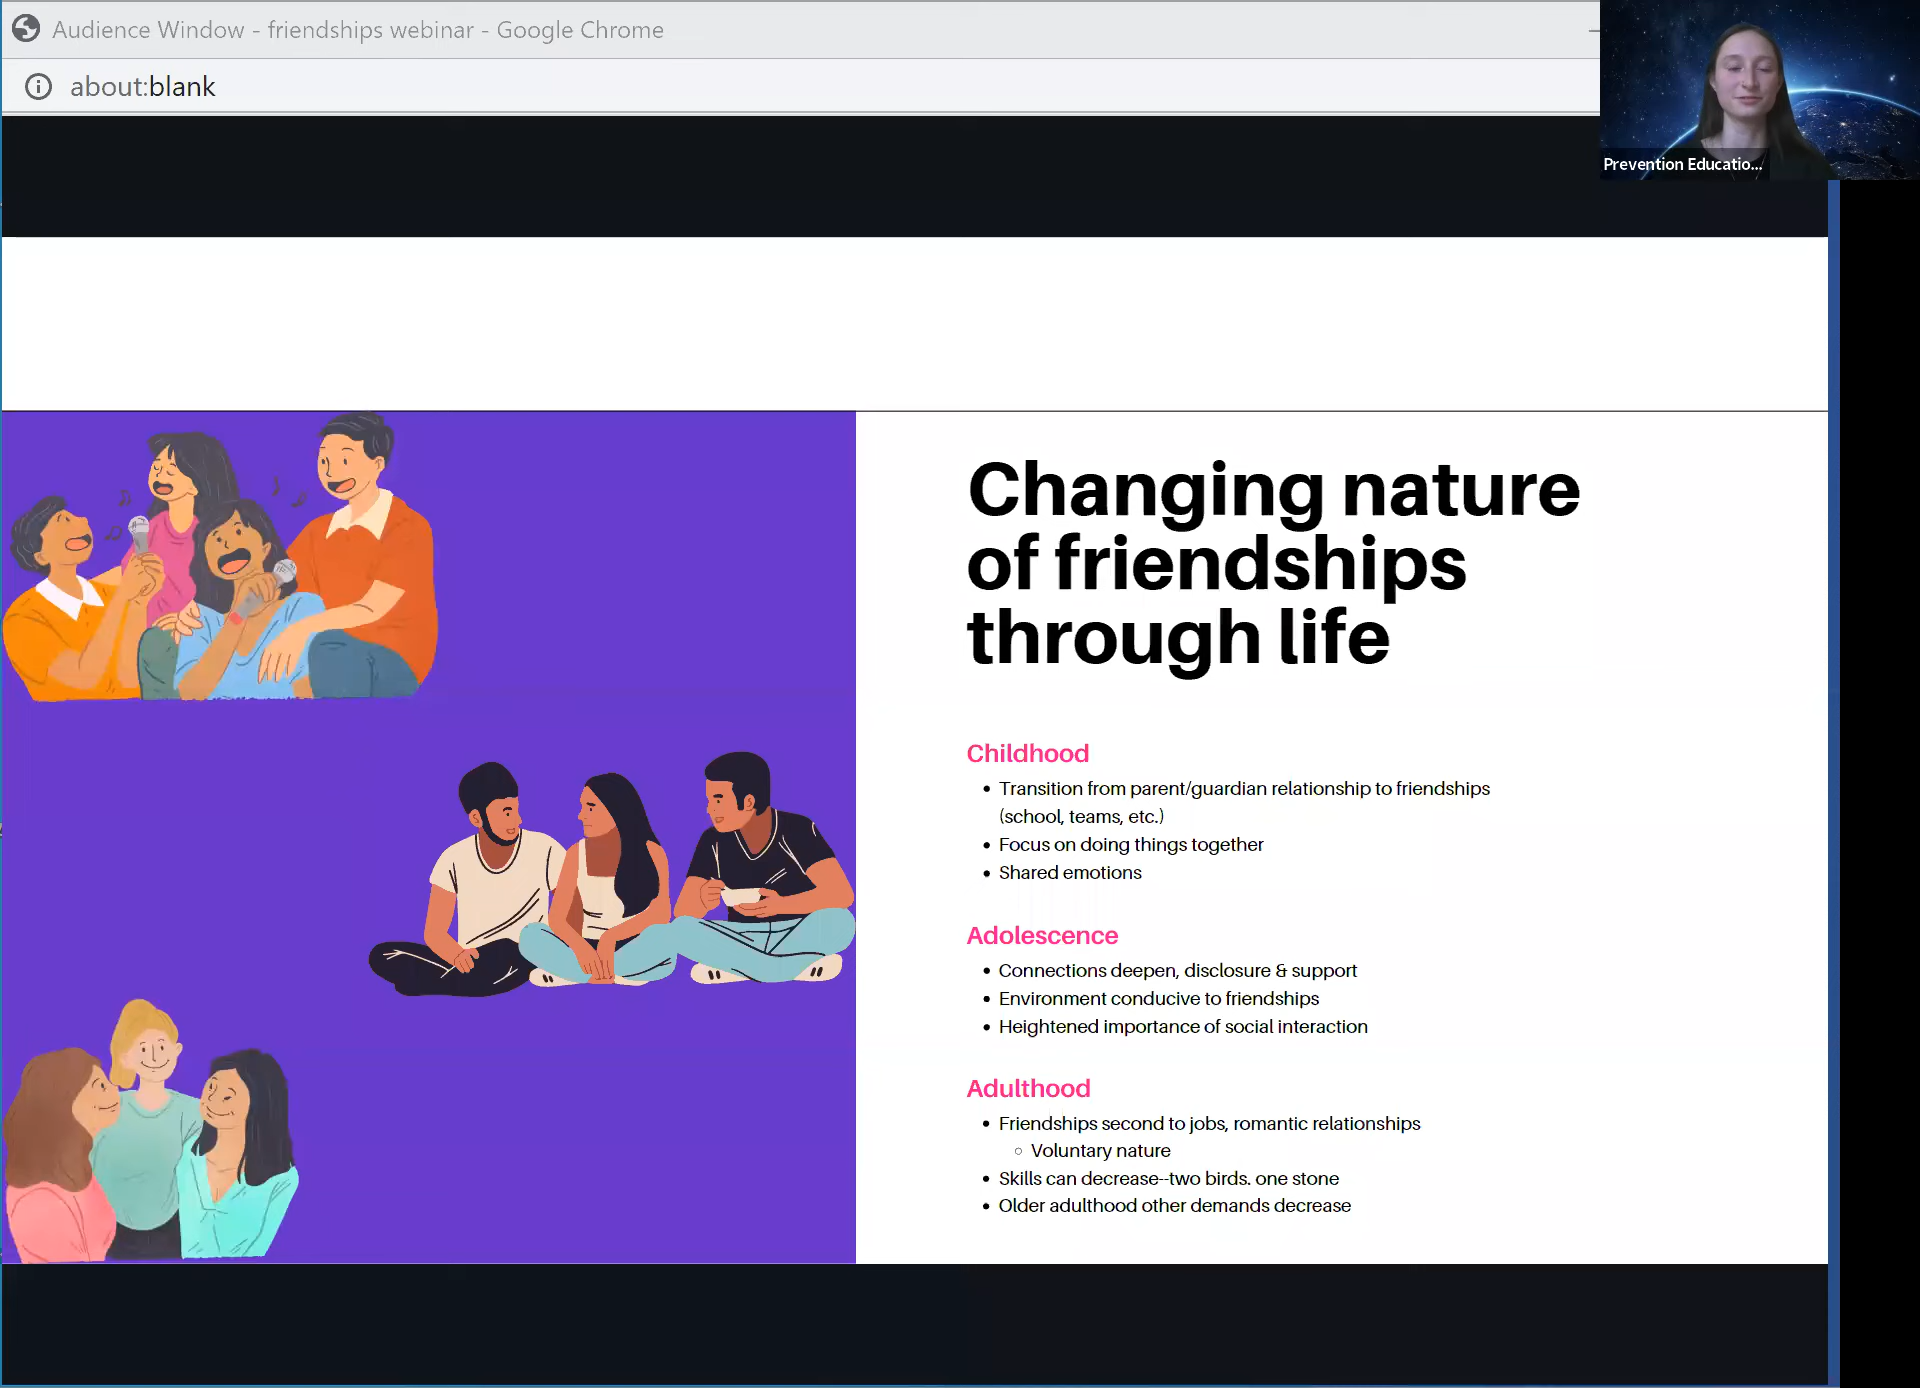 Audience Window - friendships webinar - Google Chrome
about:blank
Prevention Educatio...
Changing nature
of friendships
through life
Childhood
• Transition from parent/guardian relationship to friendships
(school, teams, etc.)
• Focus on doing things together
• Shared emotions
Adolescence
• Connections deepen, disclosure & support
• Environment conducive to friendships
• Heightened importance of social interaction
Adulthood
• Friendships second to jobs, romantic relationships
○ Voluntary nature
• Skills can decrease--two birds. one stone
• Older adulthood other demands decrease